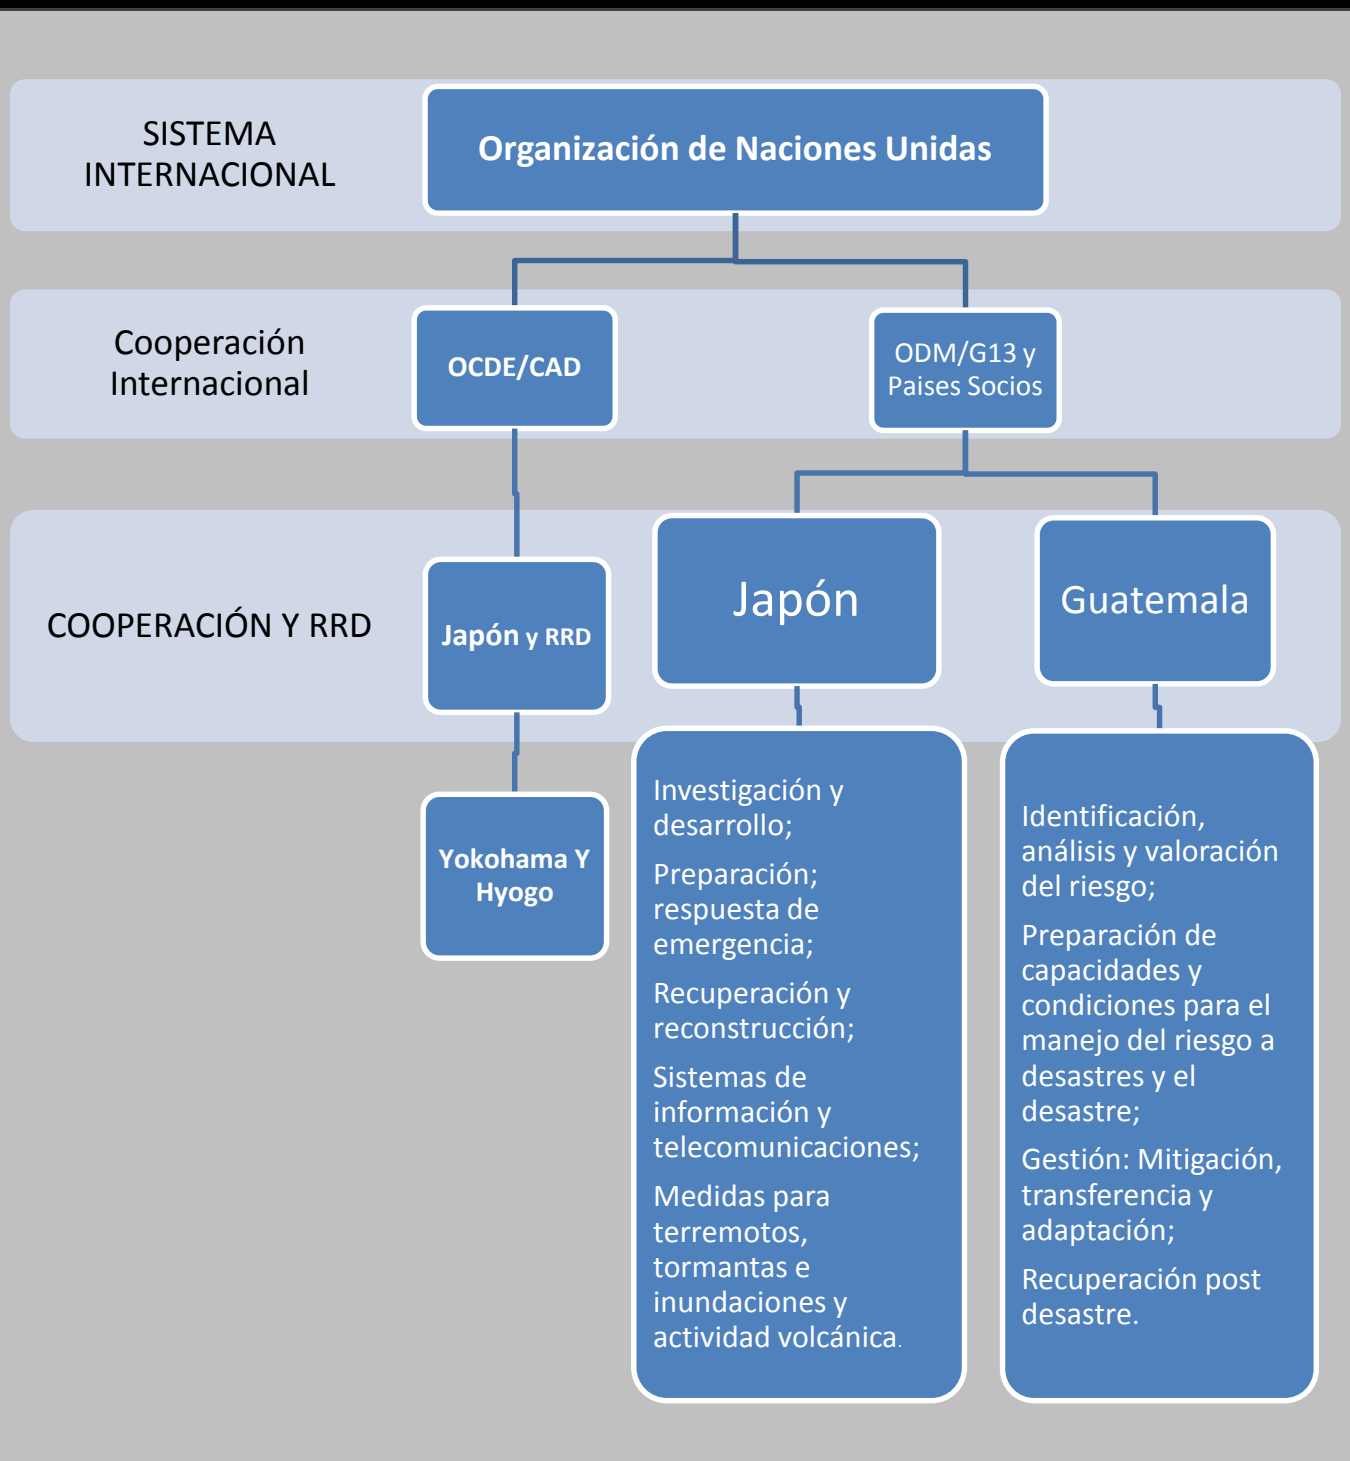 SISTEMA
INTERNACIONAL
Organización de Naciones Unidas
Cooperación
Internacional
OCDE/CAD
ODM/G13 y
Paises Socios
COOPERACIÓN Y RRD
Japón y RRD
Japón
Guatemala
Yokohama Y
Hyogo
Investigación y
desarrollo;
Preparación;
respuesta de
emergencia;
Recuperación y
reconstrucción;
Sistemas de
información y
telecomunicaciones;
Medidas para
terremotos,
tormantas e
inundaciones y
actividad volcánica.
Identificación,
análisis y valoración
del riesgo;
Preparación de
capacidades y
condiciones para el
manejo del riesgo a
desastres y el
desastre;
Gestión: Mitigación,
transferencia y
adaptación;
Recuperación post
desastre.